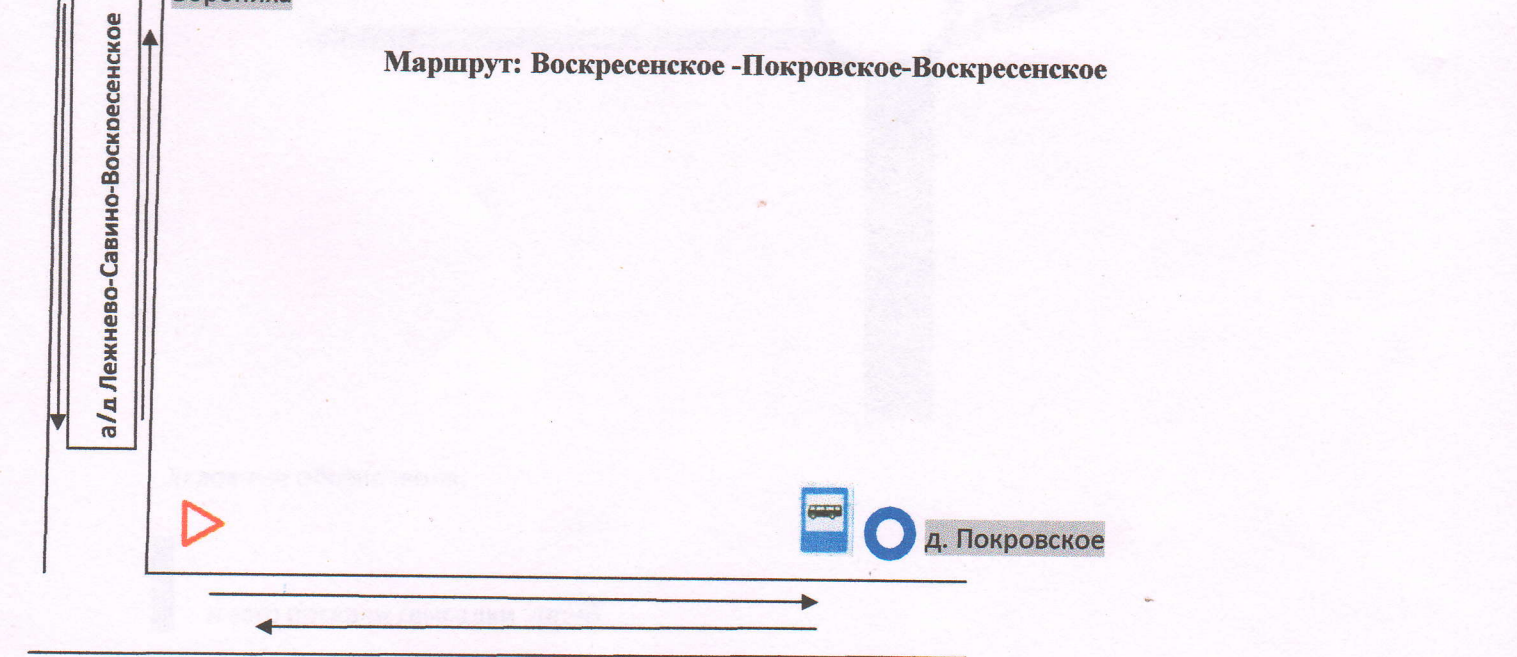 Маршрут: Воскресенское -Покровское-Воскресенское
а/д Лежнево-Савино-Воскресенское
д. Покровское